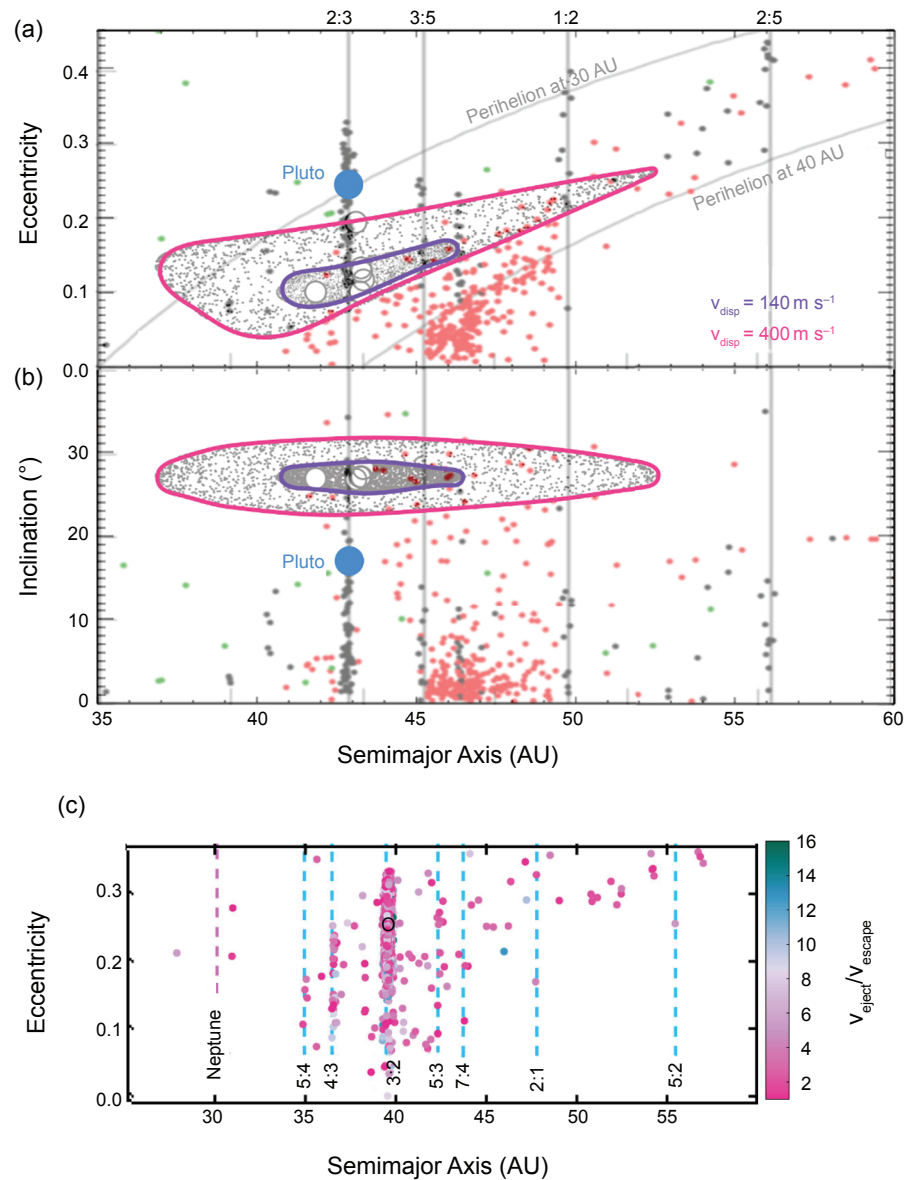 2:3 3:5 1:2 2:5
(a)
0.4
0.3
0.2
0.1
Eccentricity
Perihelion at 30 AU
Perihelion at 40 AU
Pluto
v_disp = 140 m s⁻¹
v_disp = 400 m s⁻¹
(b)
0.0
30
20
10
0
Inclination (°)
Pluto
35 40 45 50 55 60
Semimajor Axis (AU)
(c)
0.3
0.2
0.1
0.0
Eccentricity
Neptune
5:4
4:3
3:2
5:3
7:4
2:1
5:2
O
30 35 40 45 50 55
Semimajor Axis (AU)
16
14
12
10
8
6
4
2
v_eject/v_escape